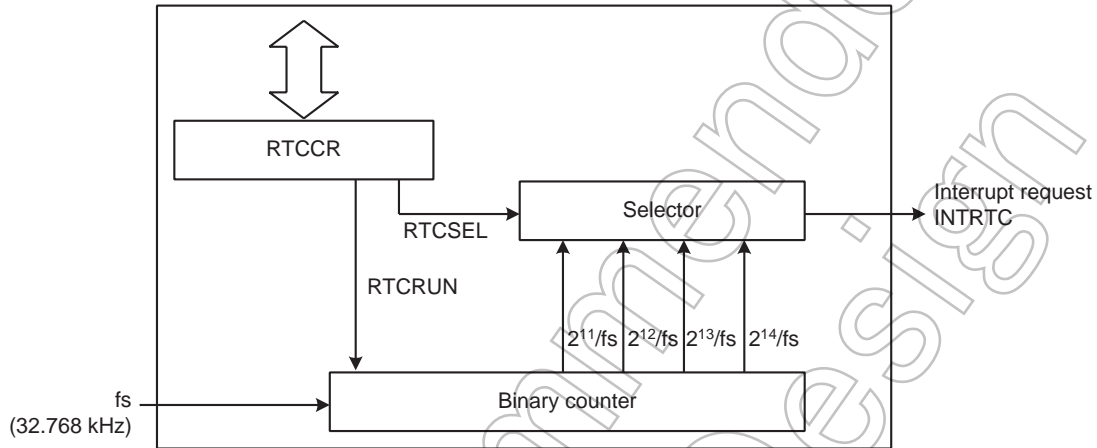 RTCCR
Selector
Interrupt request
INTRTC
RTCSEL
RTCRUN
2¹¹/fs 2¹²/fs 2¹³/fs 2¹⁴/fs
fs
(32.768 kHz)
Binary counter
esign